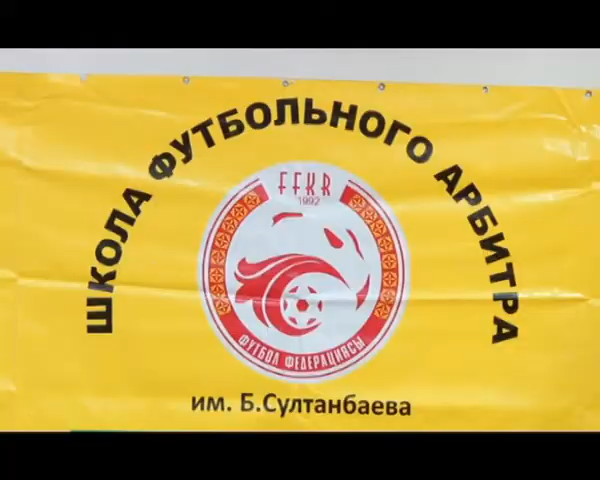 ШКОЛА ФУТБОЛЬНОГО АРБИТРА
FFKR
1992
ФУТБОЛ ФЕДЕРАЦИЯСЫ
им. Б.Султанбаева